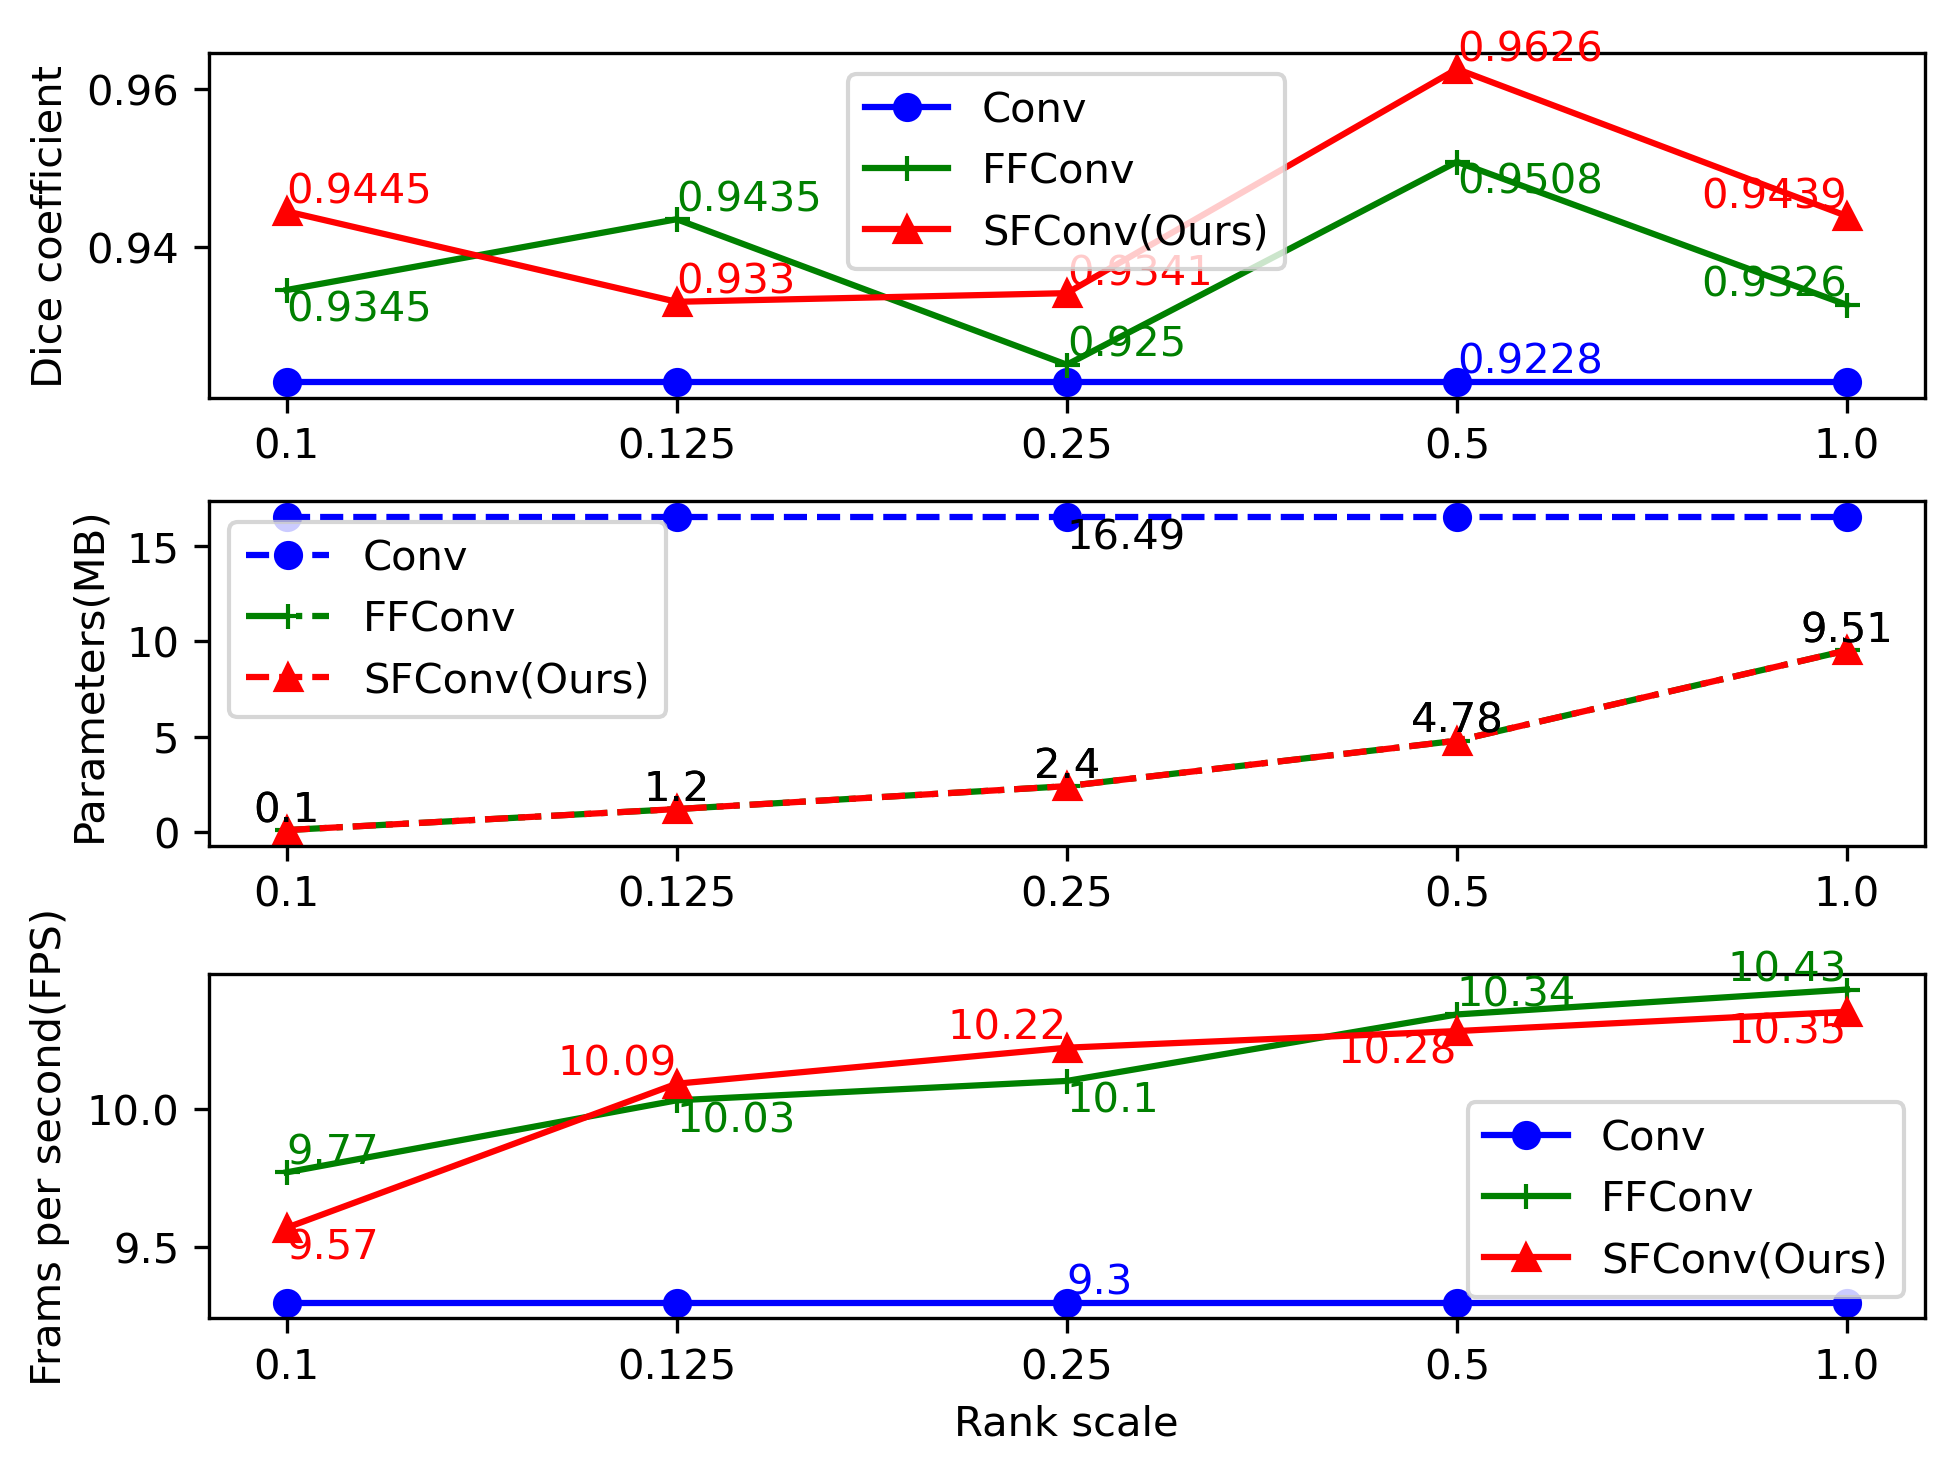 Dice coefficient
0.96
0.94
0.9445
0.9345
0.9435
0.933
0.9341
0.925
0.9626
0.9508
0.9228
0.9439
0.9326
Conv
FFConv
SFConv(Ours)
0.1 0.125 0.25 0.5 1.0
Parameters(MB)
15
10
5
0
Conv
FFConv
SFConv(Ours)
16.49
0.1
1.2
2.4
4.78
9.51
0.1 0.125 0.25 0.5 1.0
Frams per second(FPS)
10.0
9.5
9.77
9.57
10.09
10.03
10.22
10.1
9.3
10.34
10.28
10.43
10.35
Conv
FFConv
SFConv(Ours)
0.1 0.125 0.25 0.5 1.0
Rank scale